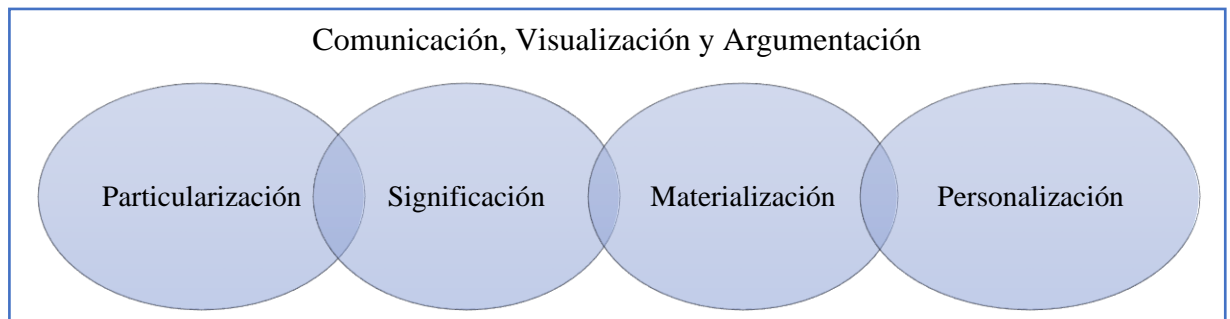 Comunicación, Visualización y Argumentación
Particularización
Significación
Materialización
Personalización